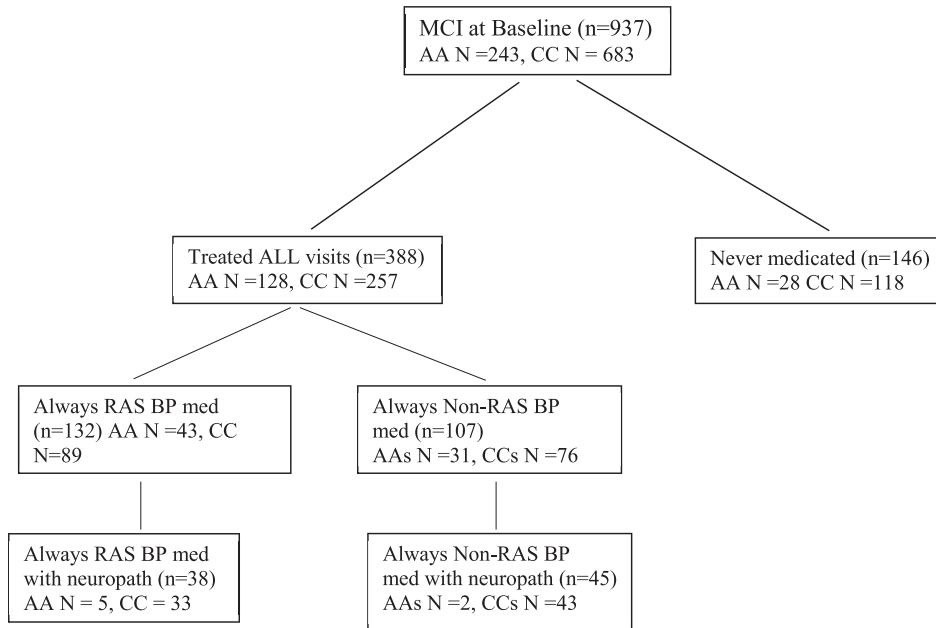 MCI at Baseline (n=937)
AA N =243, CC N = 683
Treated ALL visits (n=388)
AA N =128, CC N =257
Never medicated (n=146)
AA N =28 CC N =118
Always RAS BP med
(n=132) AA N =43, CC
N=89
Always Non-RAS BP
med (n=107)
AAs N =31, CCs N =76
Always RAS BP med
with neuropath (n=38)
AA N = 5, CC = 33
Always Non-RAS BP
med with neuropath (n=45)
AAs N =2, CCs N =43